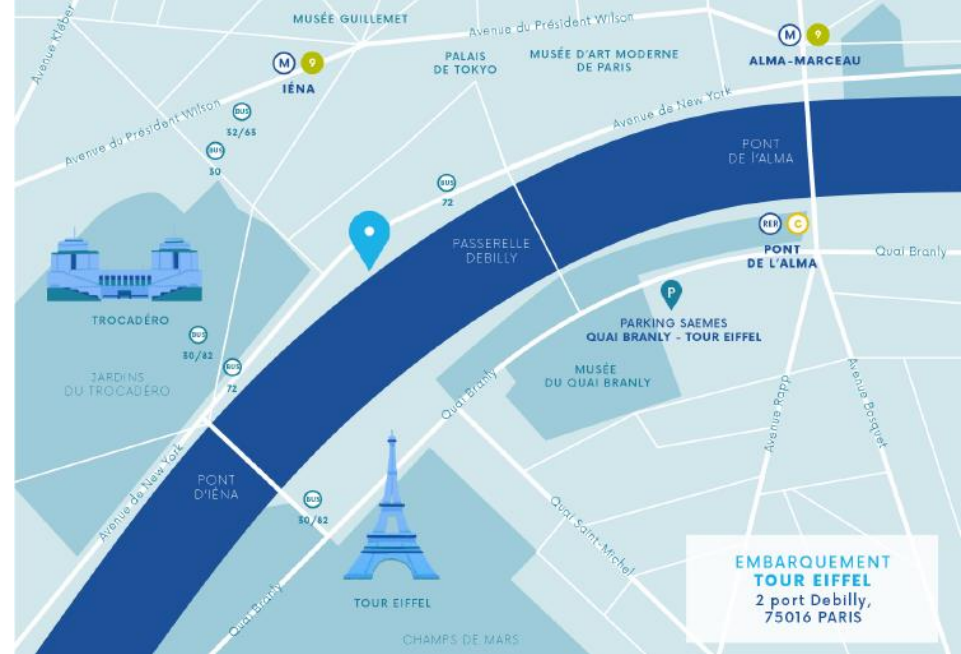 MUSÉE GUILLEMET
Avenue du Président Wilson
Avenue Kléber
M 9
IÉNA
PALAIS
DE TOKYO
MUSÉE D'ART MODERNE
DE PARIS
M 9
ALMA-MARCEAU
Avenue de New York
Avenue du Président Wilson
BUS
52/63
BUS
30
BUS
72
PONT
DE l'ALMA
PASSERELLE
DEBILLY
RER C
PONT
DE L'ALMA
Quai Branly
P
PARKING SAEMES
QUAI BRANLY - TOUR EIFFEL
TROCADÉRO
BUS
30/82
BUS
72
JARDINS
DU TROCADÉRO
MUSÉE
DU QUAI BRANLY
Quai Branly
Avenue Rapp
Avenue Bosquet
Avenue de New York
PONT
D'IÉNA
BUS
30/82
Quai Saint-Michel
TOUR EIFFEL
Quai Branly
CHAMPS DE MARS
EMBARQUEMENT
TOUR EIFFEL
2 port Debilly,
75016 PARIS